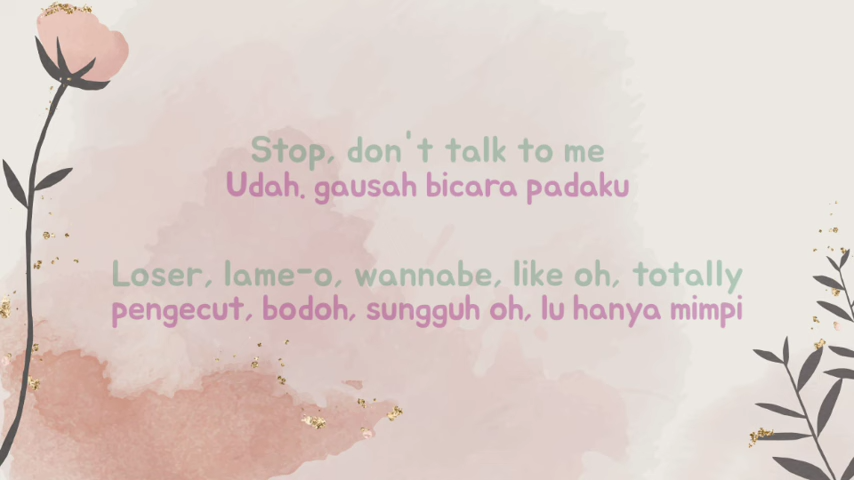 Stop, don't talk to me
Udah. gausah bicara padaku
Loser, lame-o, wannabe, like oh, totally
pengecut, bodoh, sungguh oh, lu hanya mimpi